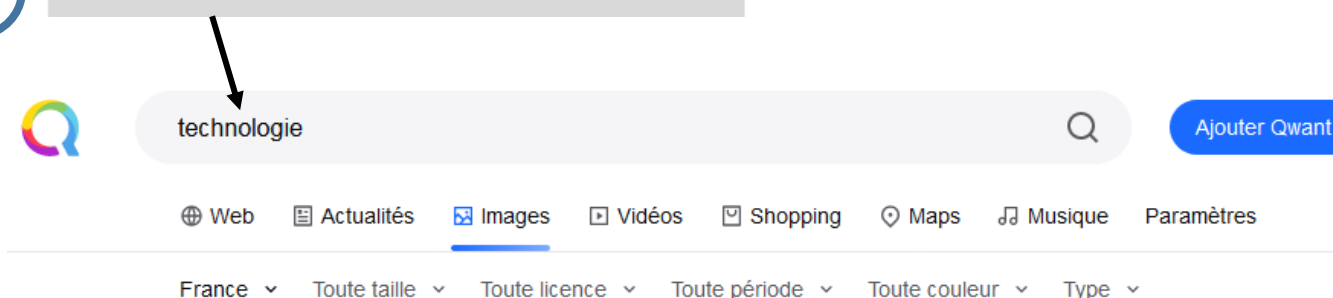 technologie
Ajouter Qwant
Web Actualités Images Vidéos Shopping Maps Musique Paramètres
France Toute taille Toute licence Toute période Toute couleur Type